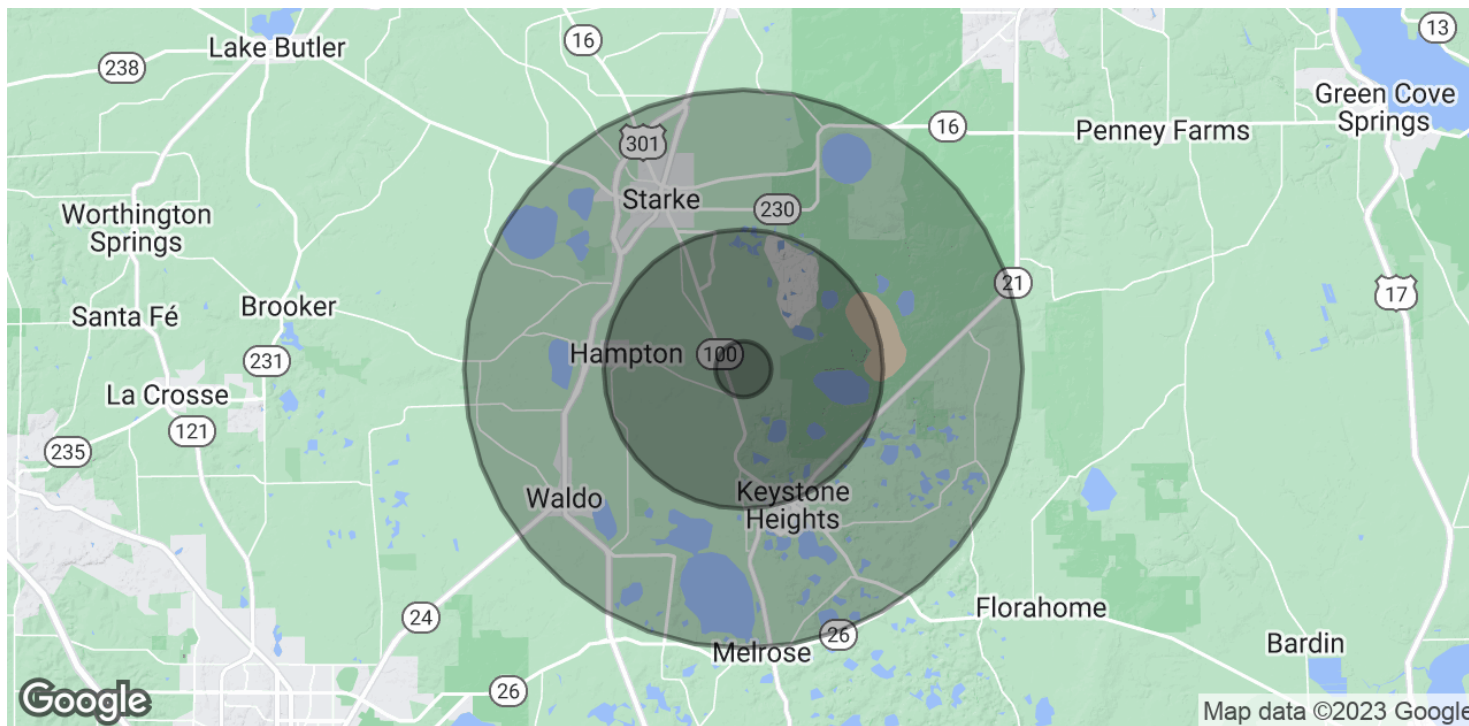 13
16
Lake Butler
238
Green Cove
Springs
16
Penney Farms
301
Starke
230
Worthington
Springs
21
17
Brooker
Santa Fé
100
Hampton
231
La Crosse
121
235
Keystone
Heights
Waldo
24
Florahome
26
Melrose
Bardin
26
Google
Map data ©2023 Google